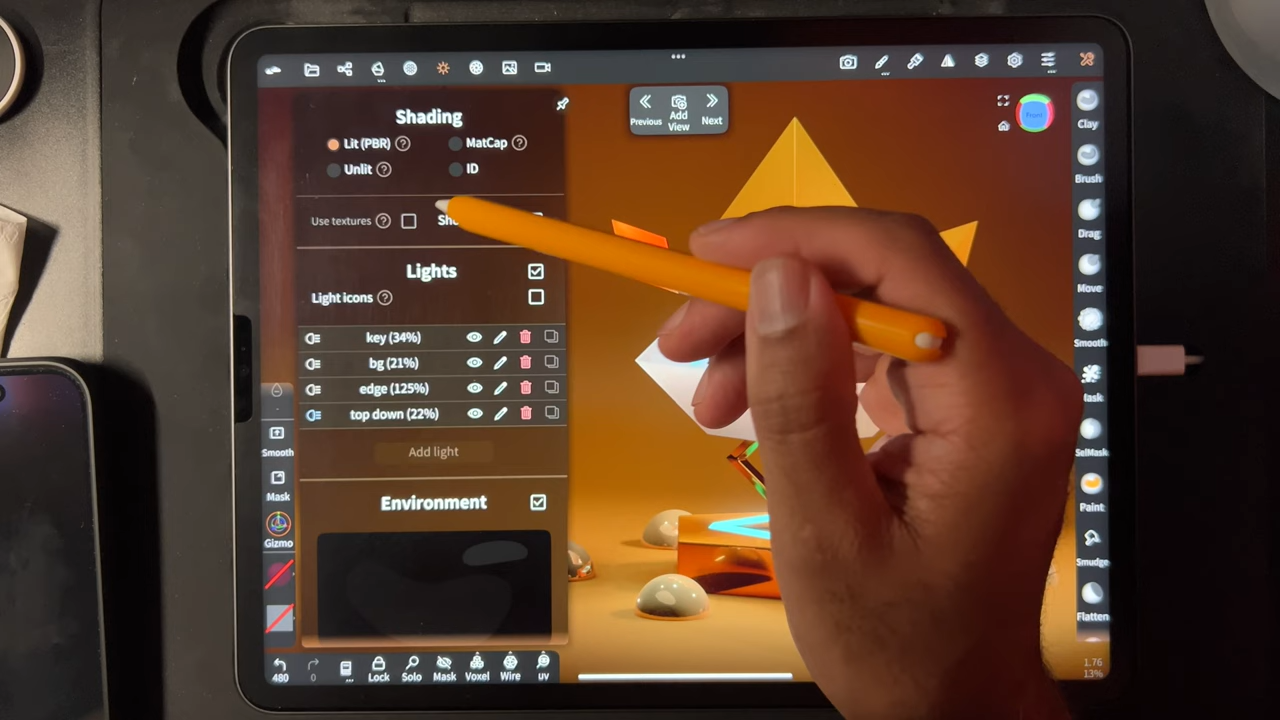 Shading
Lit (PBR) ? MatCap ?
Unlit ? ID
Use textures ?
Lights
Light icons ?
key (34%)
bg (21%)
edge (125%)
top down (22%)
Add light
Environment
Previous
Add View
Next
Front
Clay
Brush
Drag
Move
Smooth
Mask
SelMask
Paint
Smudge
Flatten
Smooth
Mask
Gizmo
480
0
Lock
Solo
Mask
Voxel
Wire
uv
1.76
13%